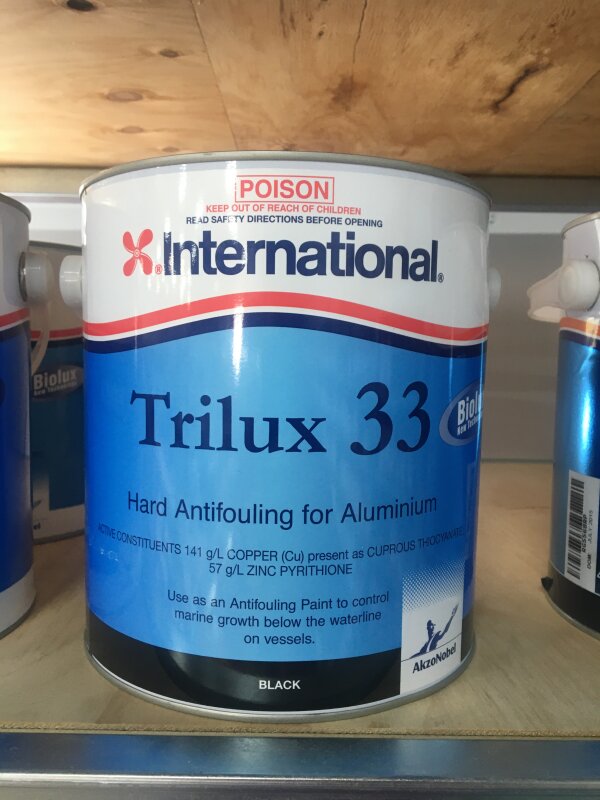 POISON
KEEP OUT OF REACH OF CHILDREN
READ SAFETY DIRECTIONS BEFORE OPENING
International
Trilux 33
Hard Antifouling for Aluminium
ACTIVE CONSTITUENTS 141 g/L COPPER (Cu) present as CUPROUS THIOCYANATE
57 g/L ZINC PYRITHIONE
Use as an Antifouling Paint to control
marine growth below the waterline
on vessels.
AkzoNobel
BLACK
Biolux
New Technology